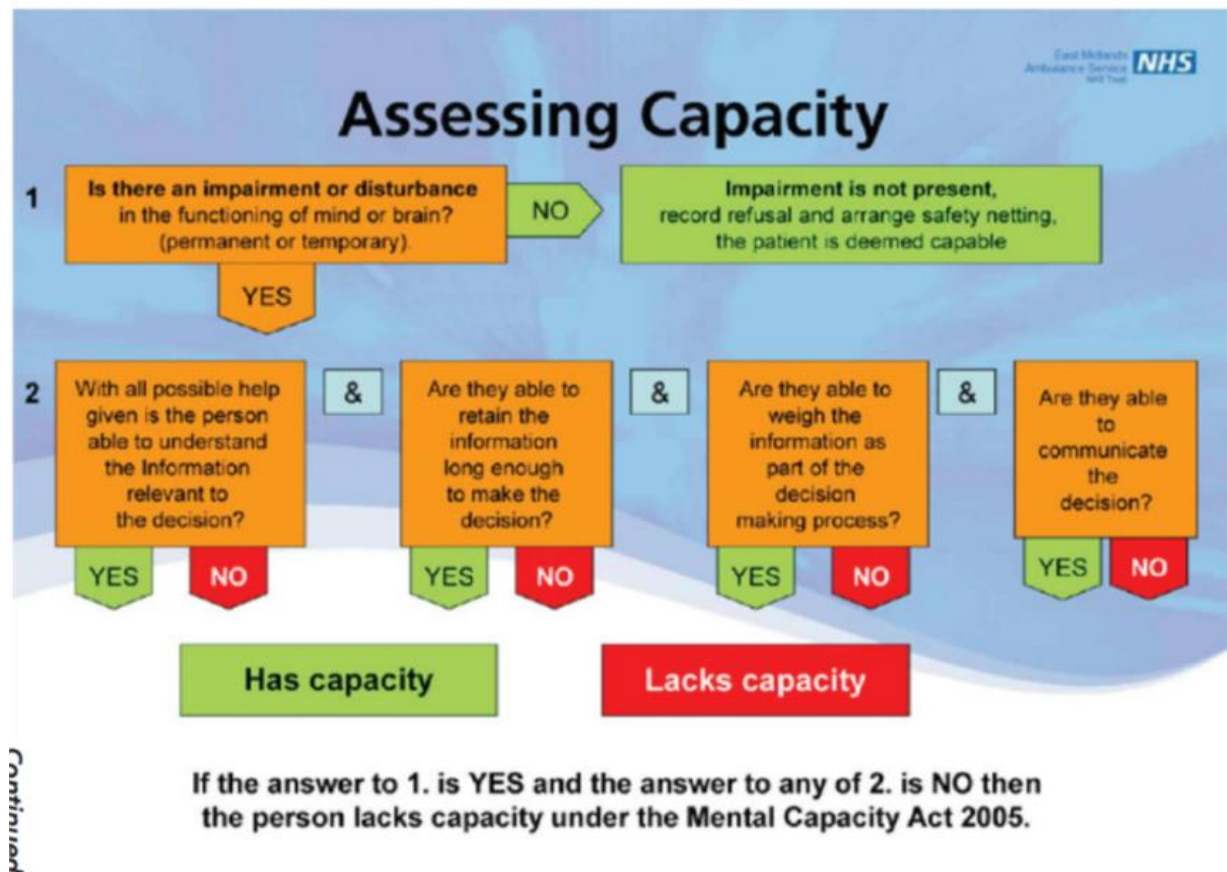 East Midlands
Ambulance Service NHS
NHS Trust
Assessing Capacity
1
Is there an impairment or disturbance
in the functioning of mind or brain?
(permanent or temporary).
NO
Impairment is not present,
record refusal and arrange safety netting,
the patient is deemed capable
YES
2
With all possible help
given is the person
able to understand
the Information
relevant to
the decision?
&
Are they able to
retain the
information
long enough
to make the
decision?
&
Are they able to
weigh the
information as
part of the
decision
making process?
&
Are they able
to
communicate
the
decision?
YES NO
YES NO
YES NO
YES NO
Has capacity
Lacks capacity
If the answer to 1. is YES and the answer to any of 2. is NO then
the person lacks capacity under the Mental Capacity Act 2005.
Continued